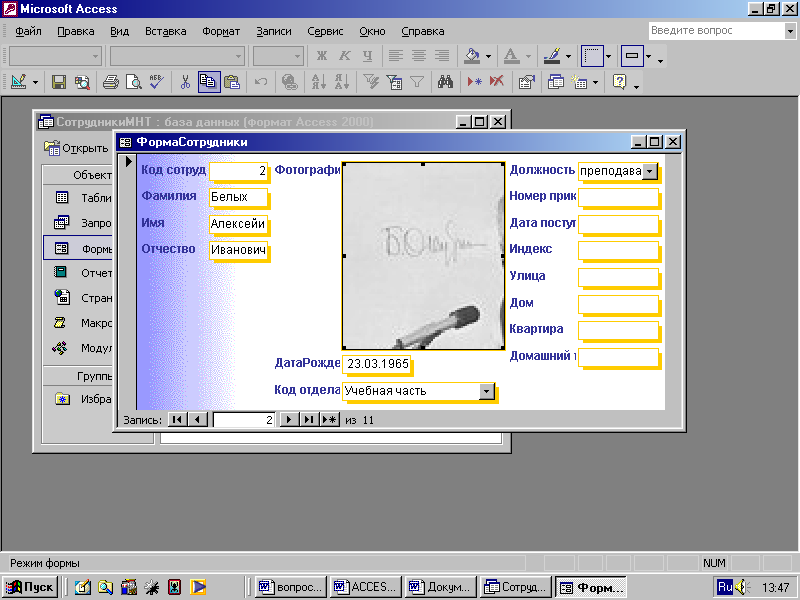 Microsoft Access
Файл Правка Вид Вставка Формат Записи Сервис Окно Справка
Введите вопрос
Ж К Ч
СотрудникиМНТ : база данных (формат Access 2000)
Открыть
Объект
Табли
Запро
Формы
Отчет
Стран
Макро
Модул
Группы
Избра
ФормаСотрудники
Код сотруд 2
Фамилия Белых
Имя Алексейи
Отчество Иванович
Фотографи
ДатаРожде 23.03.1965
Код отдела Учебная часть
Должность преподава
Номер прик
Дата поступ
Индекс
Улица
Дом
Квартира
Домашний т
Запись: 2 из 11
Режим формы
NUM
Пуск
вопрос...
ACCES...
Докум...
Сотруд...
Форм...
Ru
13:47